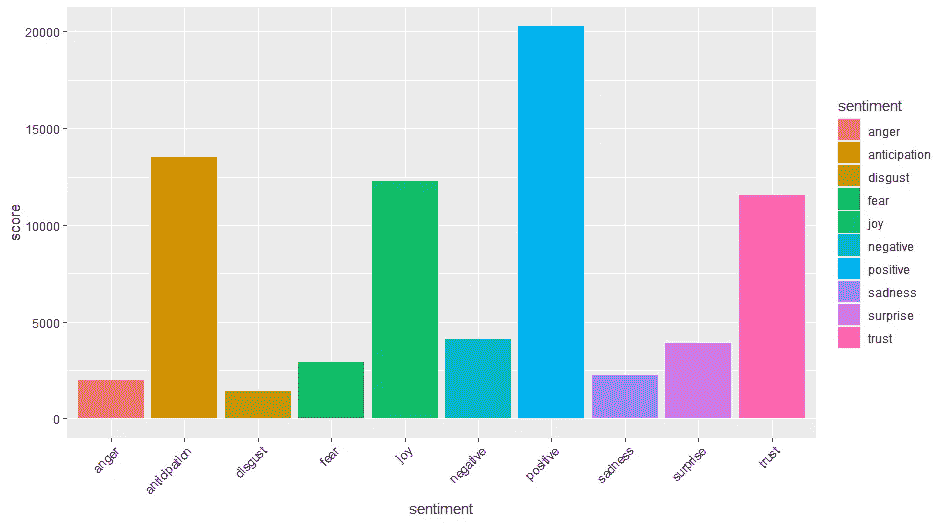 20000
15000
10000
5000
0
score
anger
anticipation
disgust
fear
joy
negative
positive
sadness
surprise
trust
sentiment
sentiment
anger
anticipation
disgust
fear
joy
negative
positive
sadness
surprise
trust